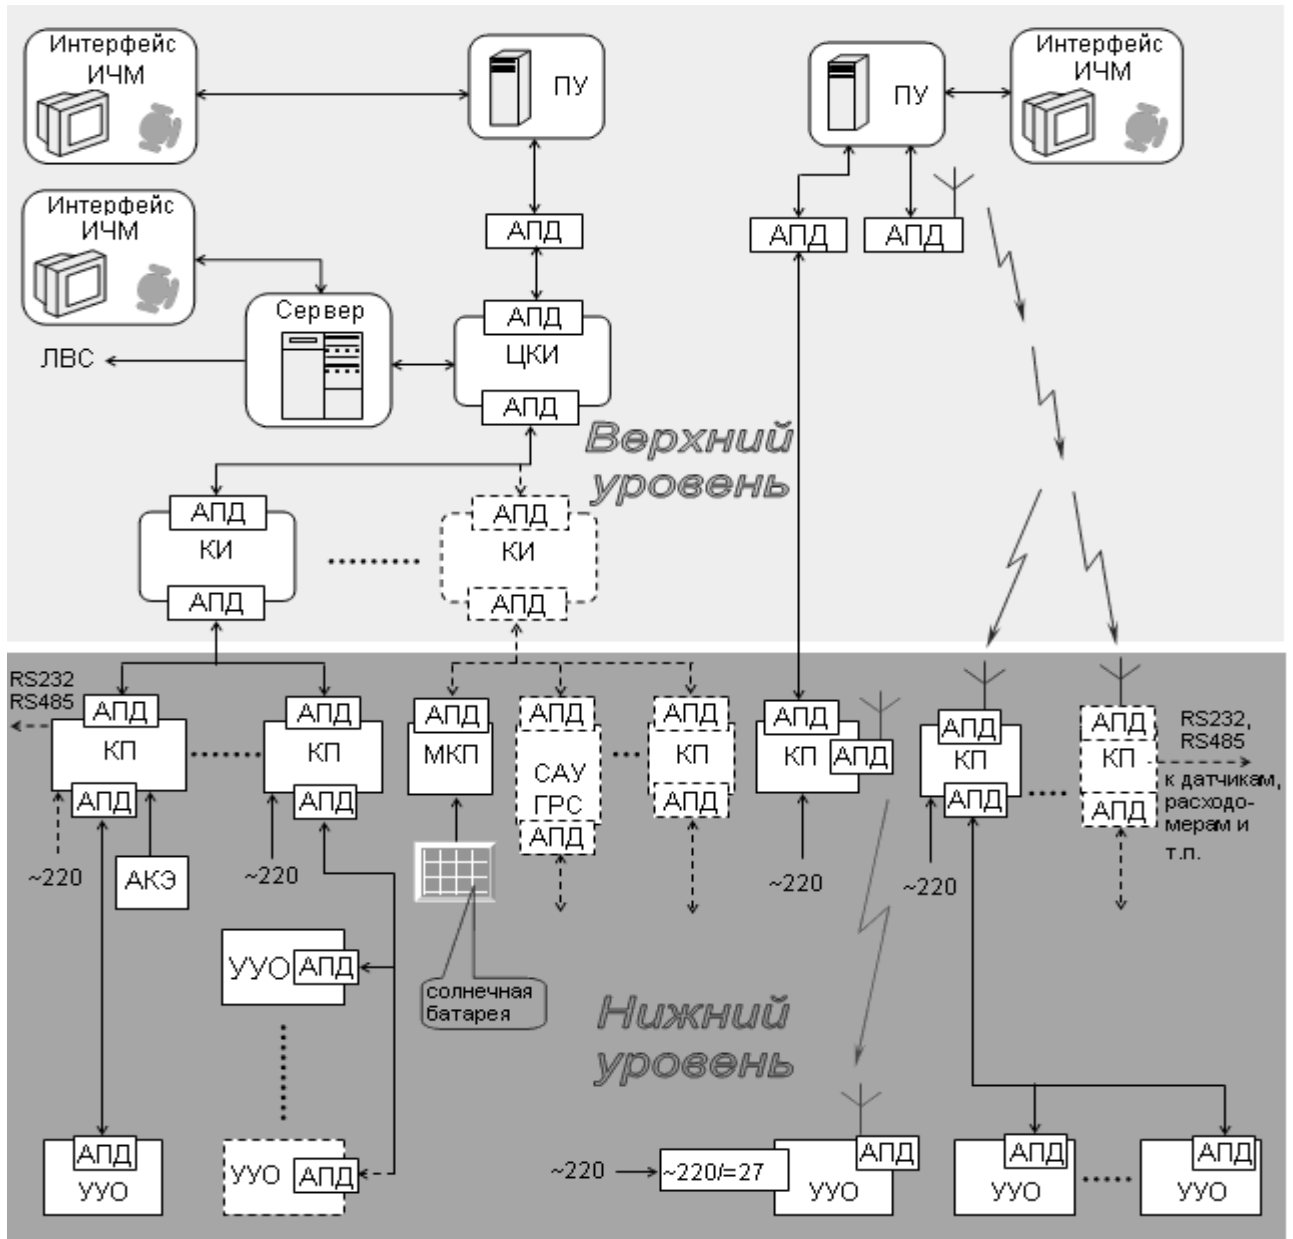 Интерфейс
ИЧМ
ПУ
ПУ
Интерфейс
ИЧМ
Интерфейс
ИЧМ
АПД
АПД
АПД
Сервер
АПД
ЦКИ
АПД
ЛВС
Верхний
уровень
АПД
КИ
АПД
АПД
КИ
АПД
RS232
RS485
АПД
КП
АПД
АПД
КП
АПД
АПД
МКП
АПД
САУ
ГРС
АПД
АПД
КП
АПД
АПД
КП
АПД
АПД
КП
АПД
АПД
КП
АПД
RS232,
RS485
к датчикам,
расходо-
мерам и
т.п.
~220
АКЭ
~220
~220
~220
УУО
АПД
солнечная
батарея
Нижний
уровень
АПД
УУО
УУО
АПД
~220
~220/=27
АПД
УУО
АПД
УУО
АПД
УУО